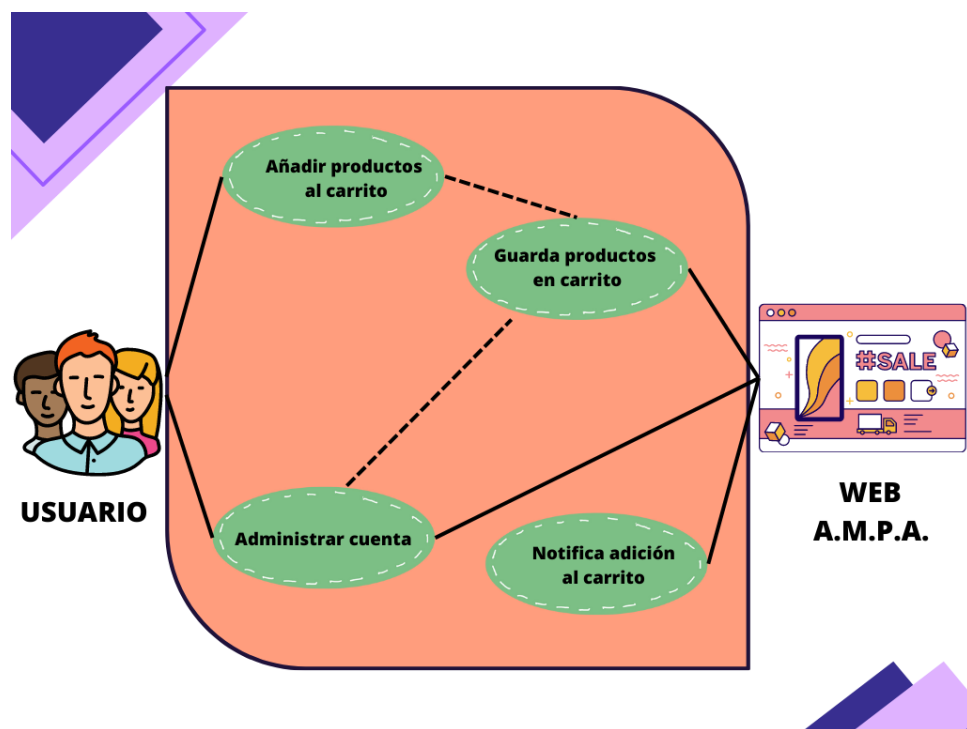 Añadir productos
al carrito
Guarda productos
en carrito
#SALE
USUARIO
WEB
A.M.P.A.
Administrar cuenta
Notifica adición
al carrito